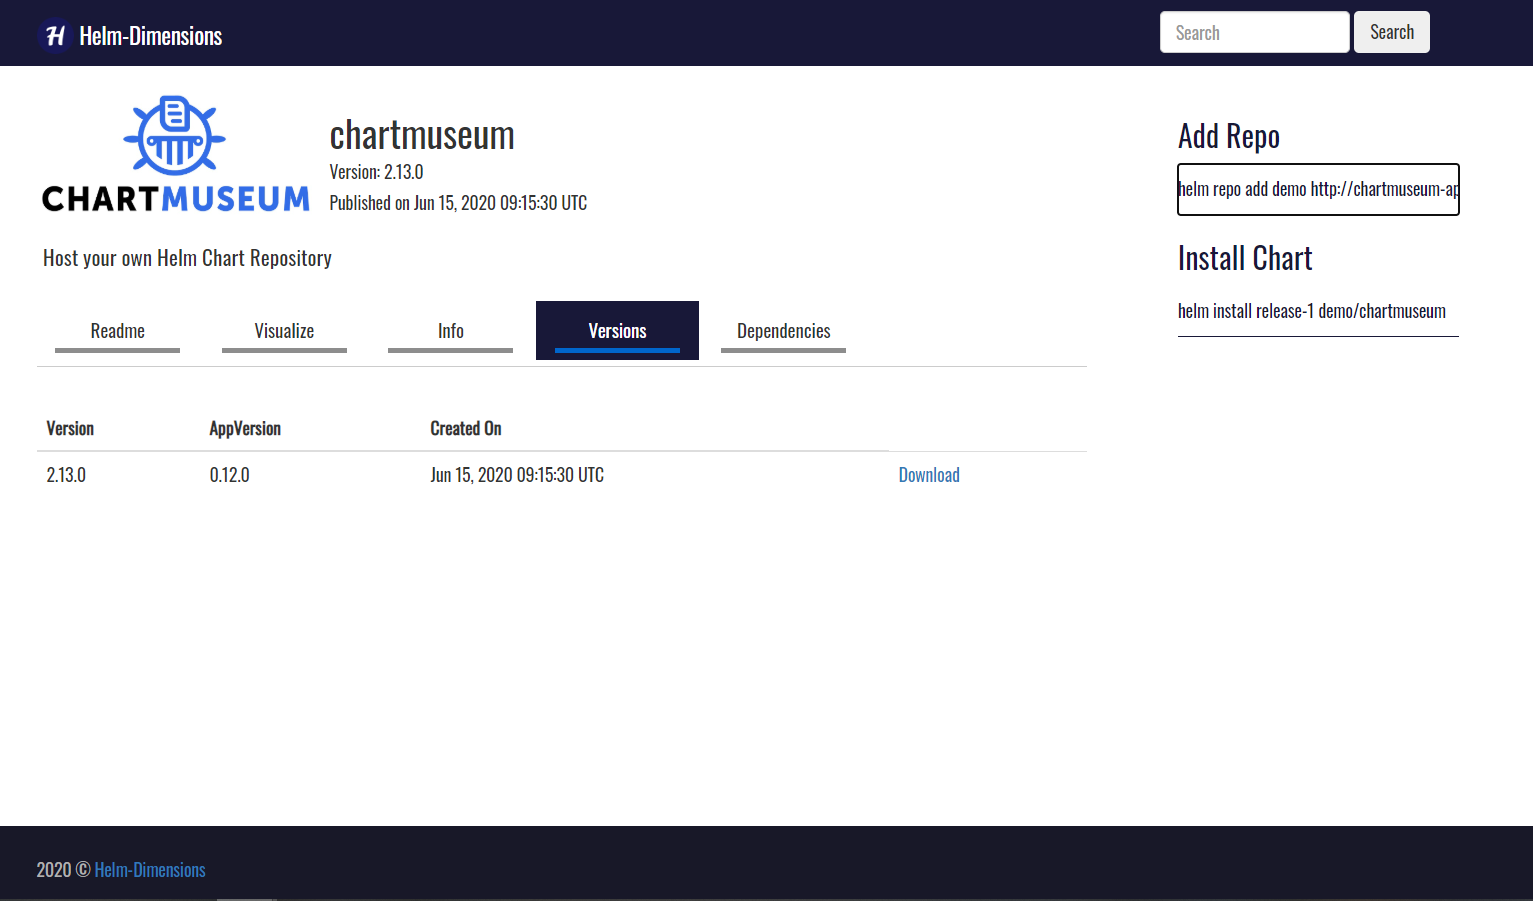 H Helm-Dimensions
Search
Search
CHARTMUSEUM
chartmuseum
Version: 2.13.0
Published on Jun 15, 2020 09:15:30 UTC
Host your own Helm Chart Repository
Readme
Visualize
Info
Versions
Dependencies
Version AppVersion Created On
2.13.0 0.12.0 Jun 15, 2020 09:15:30 UTC Download
Add Repo
helm repo add demo http://chartmuseum-ap
Install Chart
helm install release-1 demo/chartmuseum
2020 © Helm-Dimensions